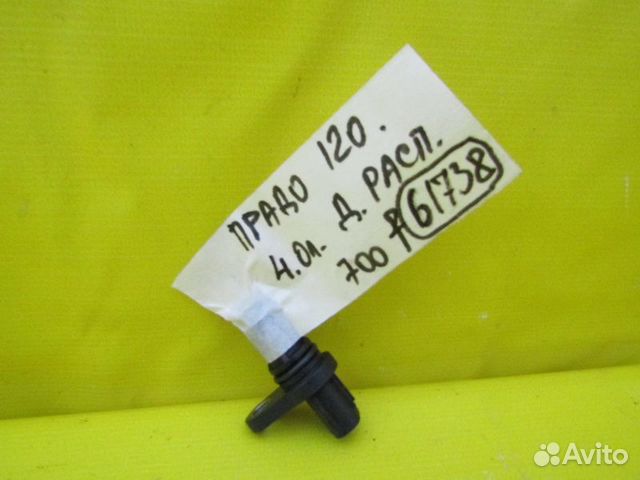 ПРАДО 120.
4.0л. Д. РАСП.
700 ₽ 61738
Avito